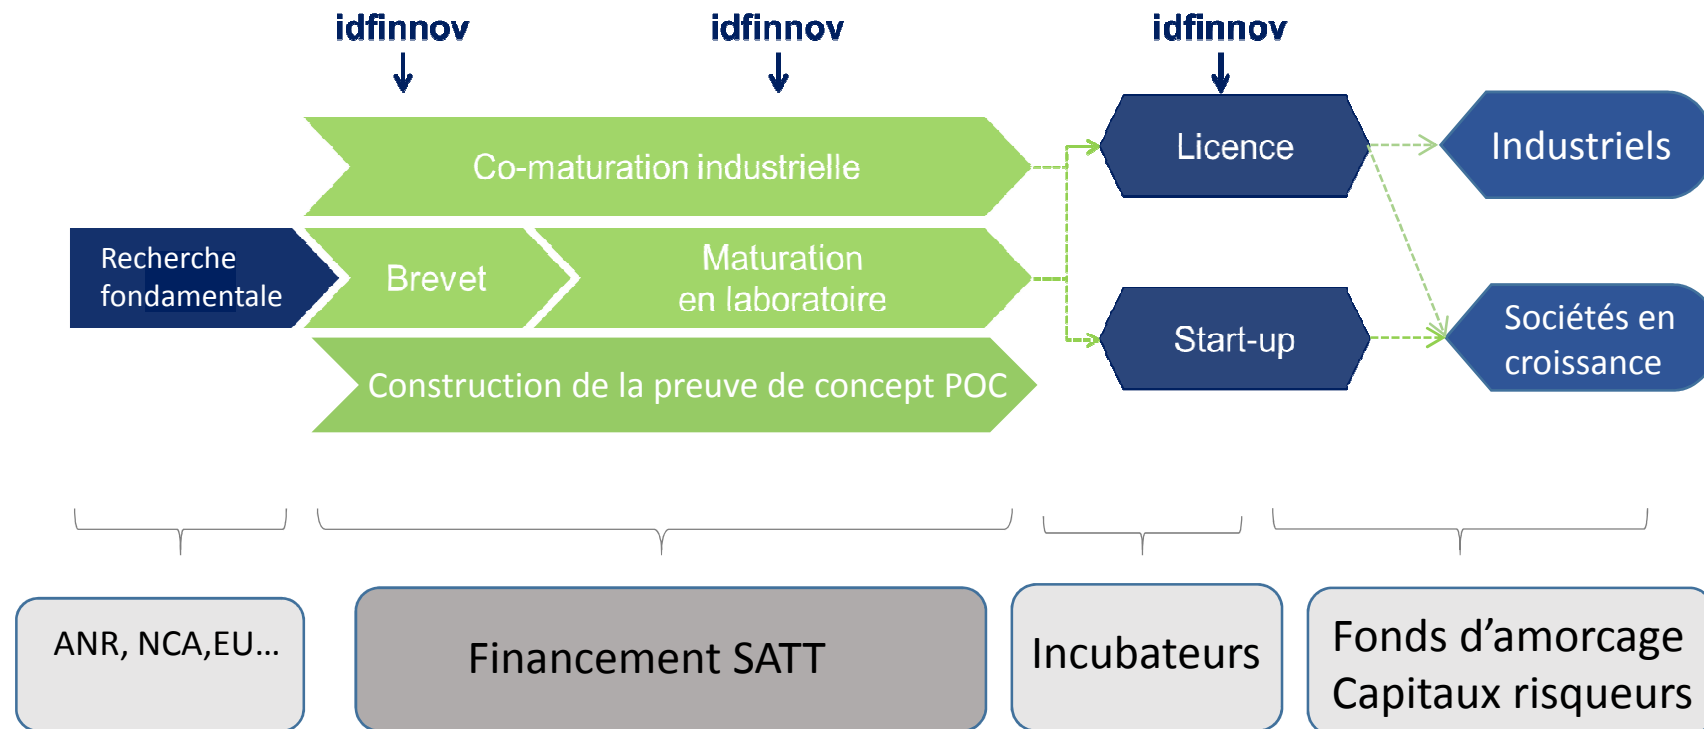 idfinnov
idfinnov
idfinnov
Co-maturation industrielle
Licence
Industriels
Recherche
fondamentale
Brevet
Maturation
en laboratoire
Start-up
Sociétés en
croissance
Construction de la preuve de concept POC
ANR, NCA,EU…
Financement SATT
Incubateurs
Fonds d’amorçage
Capitaux risqueurs